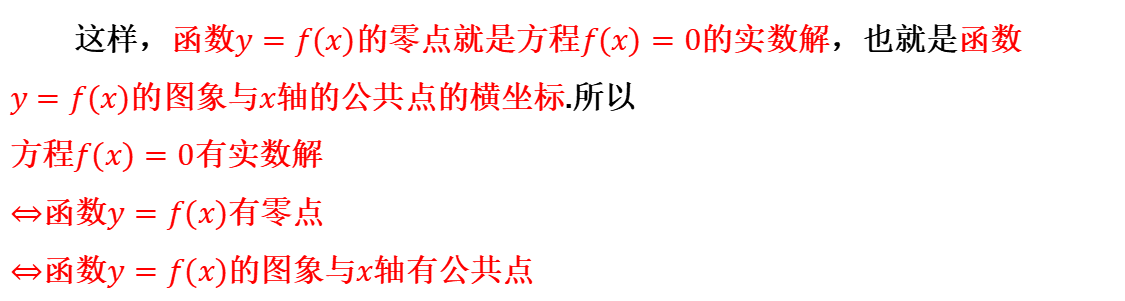 这样，函数y = f(x)的零点就是方程f(x) = 0的实数解，也就是函数
y = f(x)的图象与x轴的公共点的横坐标.所以
方程f(x) = 0有实数解
⇔函数y = f(x)有零点
⇔函数y = f(x)的图象与x轴有公共点